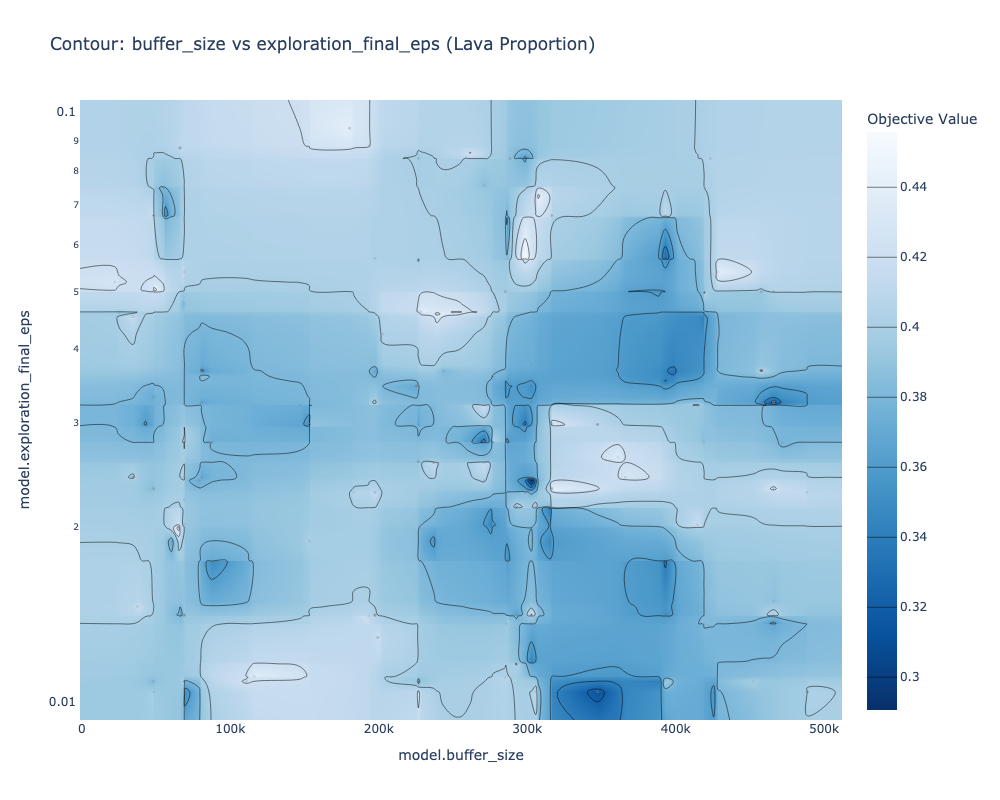 Contour: buffer_size vs exploration_final_eps (Lava Proportion)
Objective Value
0.1
9
8
7
6
5
4
3
2
0.01
model.exploration_final_eps
0
100k
200k
300k
400k
500k
model.buffer_size
0.44
0.42
0.4
0.38
0.36
0.34
0.32
0.3